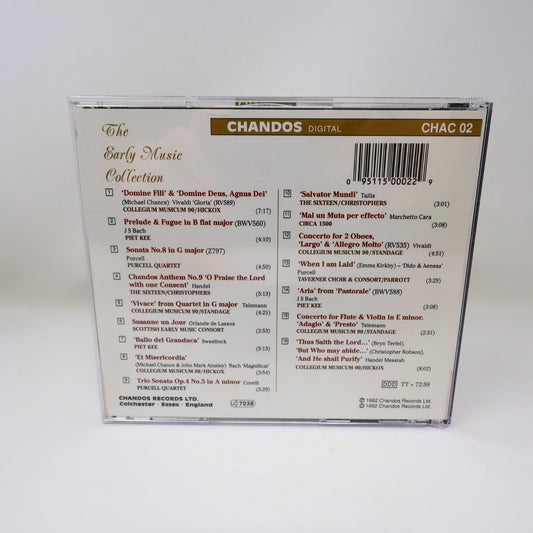 The
Early Music
Collection
CHANDOS DIGITAL CHAC 02
0 95115 00022 9
1 'Domine Fili' & 'Domine Deus, Agnus Dei'
(Michael Chance) Vivaldi 'Gloria' (RV589)
COLLEGIUM MUSICUM 90/HICKOX (7:17)
2 Prelude & Fugue in B flat major (BWV560)
J S Bach
PIET KEE (4:10)
3 Sonata No.8 in G major (Z797)
Purcell
PURCELL QUARTET (4:50)
4 Chandos Anthem No.9 'O Praise the Lord
with one Consent' Handel
THE SIXTEEN/CHRISTOPHERS (5:13)
5 'Vivace' from Quartet in G major Telemann
COLLEGIUM MUSICUM 90/STANDAGE (4:25)
6 Susanne un Jour Orlande de Lassus
SCOTTISH EARLY MUSIC CONSORT (2:51)
7 'Ballo del Granduca' Sweelinck
PIET KEE (5:13)
8 'Et Misericordia'
(Michael Chance & John Mark Ainsley) Bach 'Magnificat'
COLLEGIUM MUSICUM 90/HICKOX (3:54)
9 Trio Sonata Op.4 No.5 in A minor Corelli
PURCELL QUARTET (5:29)
CHANDOS RECORDS LTD.
Colchester · Essex · England
LC 7038
10 'Salvator Mundi' Tallis
THE SIXTEEN/CHRISTOPHERS (3:01)
11 'Mal un Muta per effecto' Marchetto Cara
CIRCA 1500 (3:08)
12 Concerto for 2 Oboes,
'Largo' & 'Allegro Molto' (RV535) Vivaldi
COLLEGIUM MUSICUM 90/STANDAGE (4:51)
13 'When I am Laid' (Emma Kirkby) – 'Dido & Aeneas'
Purcell
TAVERNER CHOIR & CONSORT/PARROTT (3:51)
14 'Aria' from 'Pastorale' (BWV588)
J S Bach
PIET KEE (3:08)
15 Concerto for Flute & Violin in E minor.
'Adagio' & 'Presto' Telemann
COLLEGIUM MUSICUM 90/STANDAGE (2:51)
16 'Thus Saith the Lord...' (Bryn Terfel).
'But Who may abide...' (Christopher Robson),
'And He shall Purify' Handel Messiah
COLLEGIUM MUSICUM 90/HICKOX (8:02)
DDD TT - 72:59
℗ 1992 Chandos Records Ltd.
© 1992 Chandos Records Ltd.